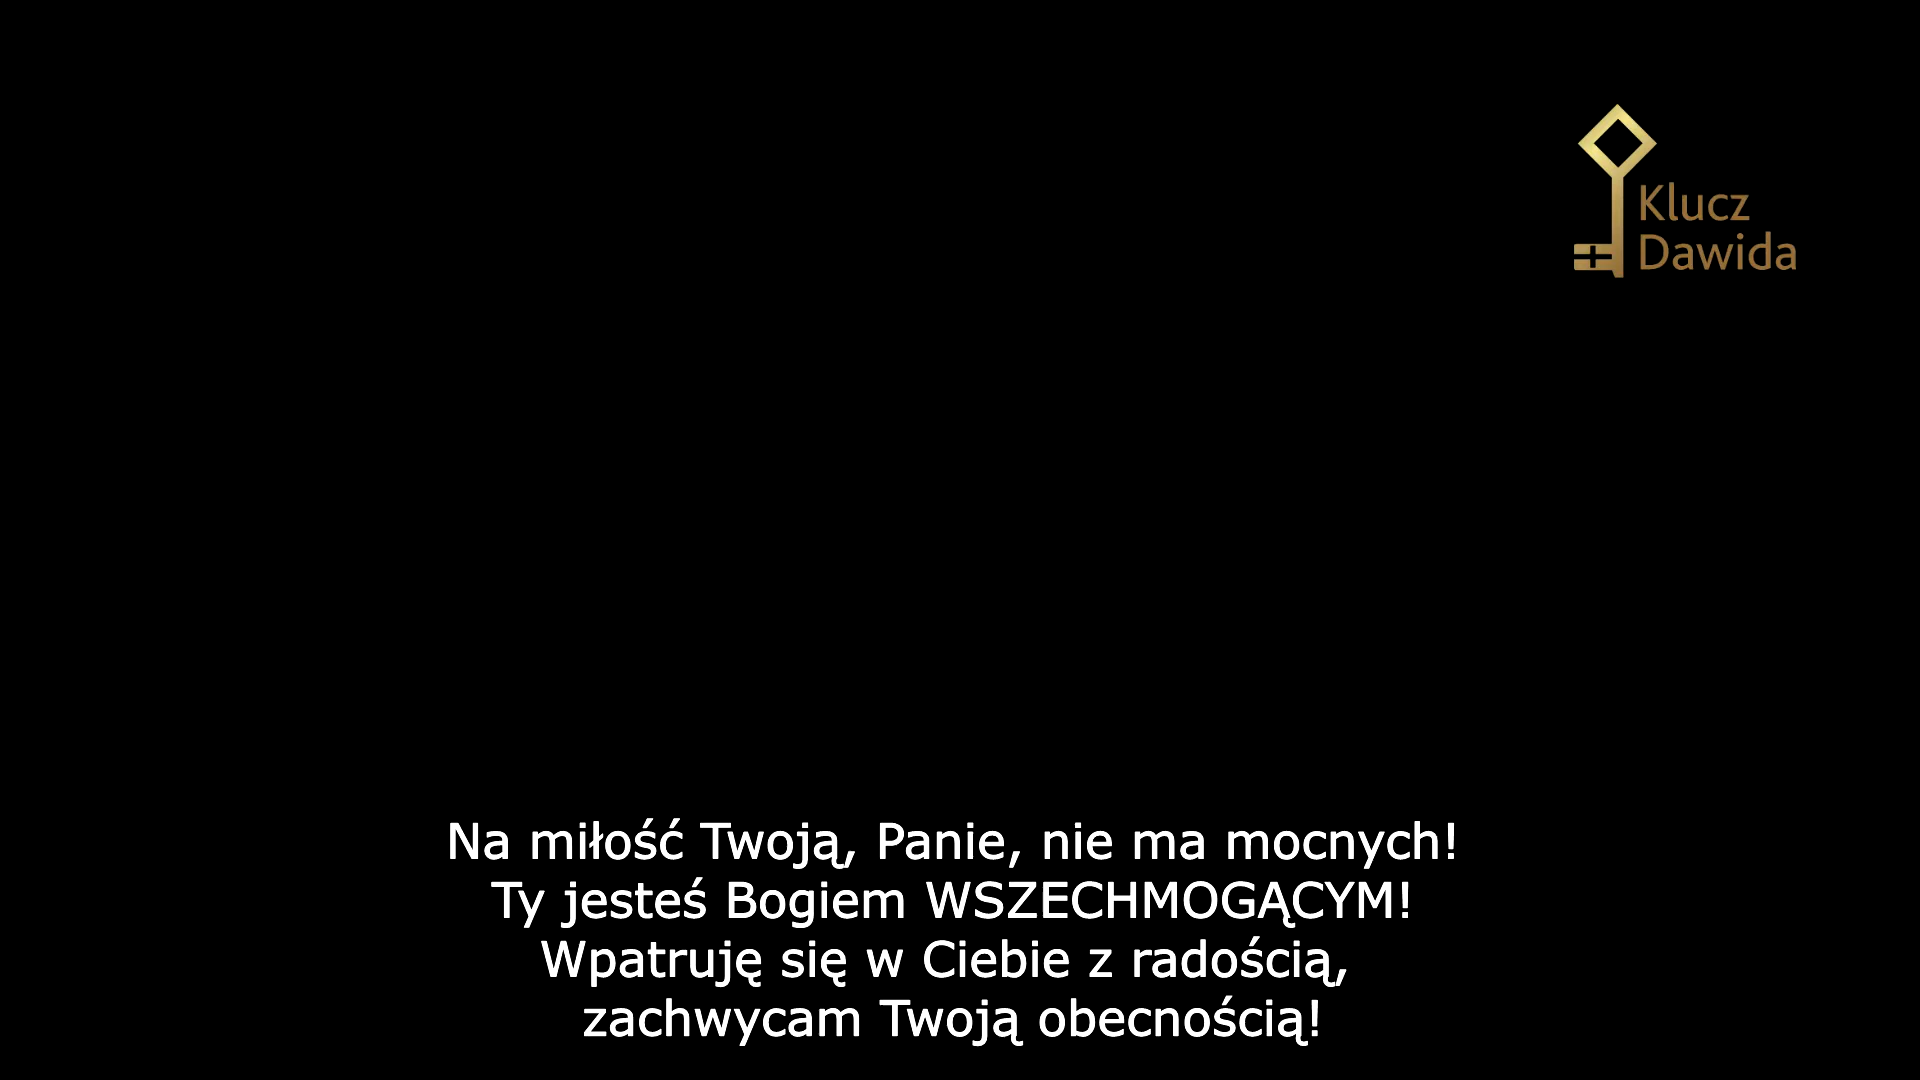 Klucz
Dawida
Na miłość Twoją, Panie, nie ma mocnych!
Ty jesteś Bogiem WSZECHMOGĄCYM!
Wpatruję się w Ciebie z radością,
zachwycam Twoją obecnością!